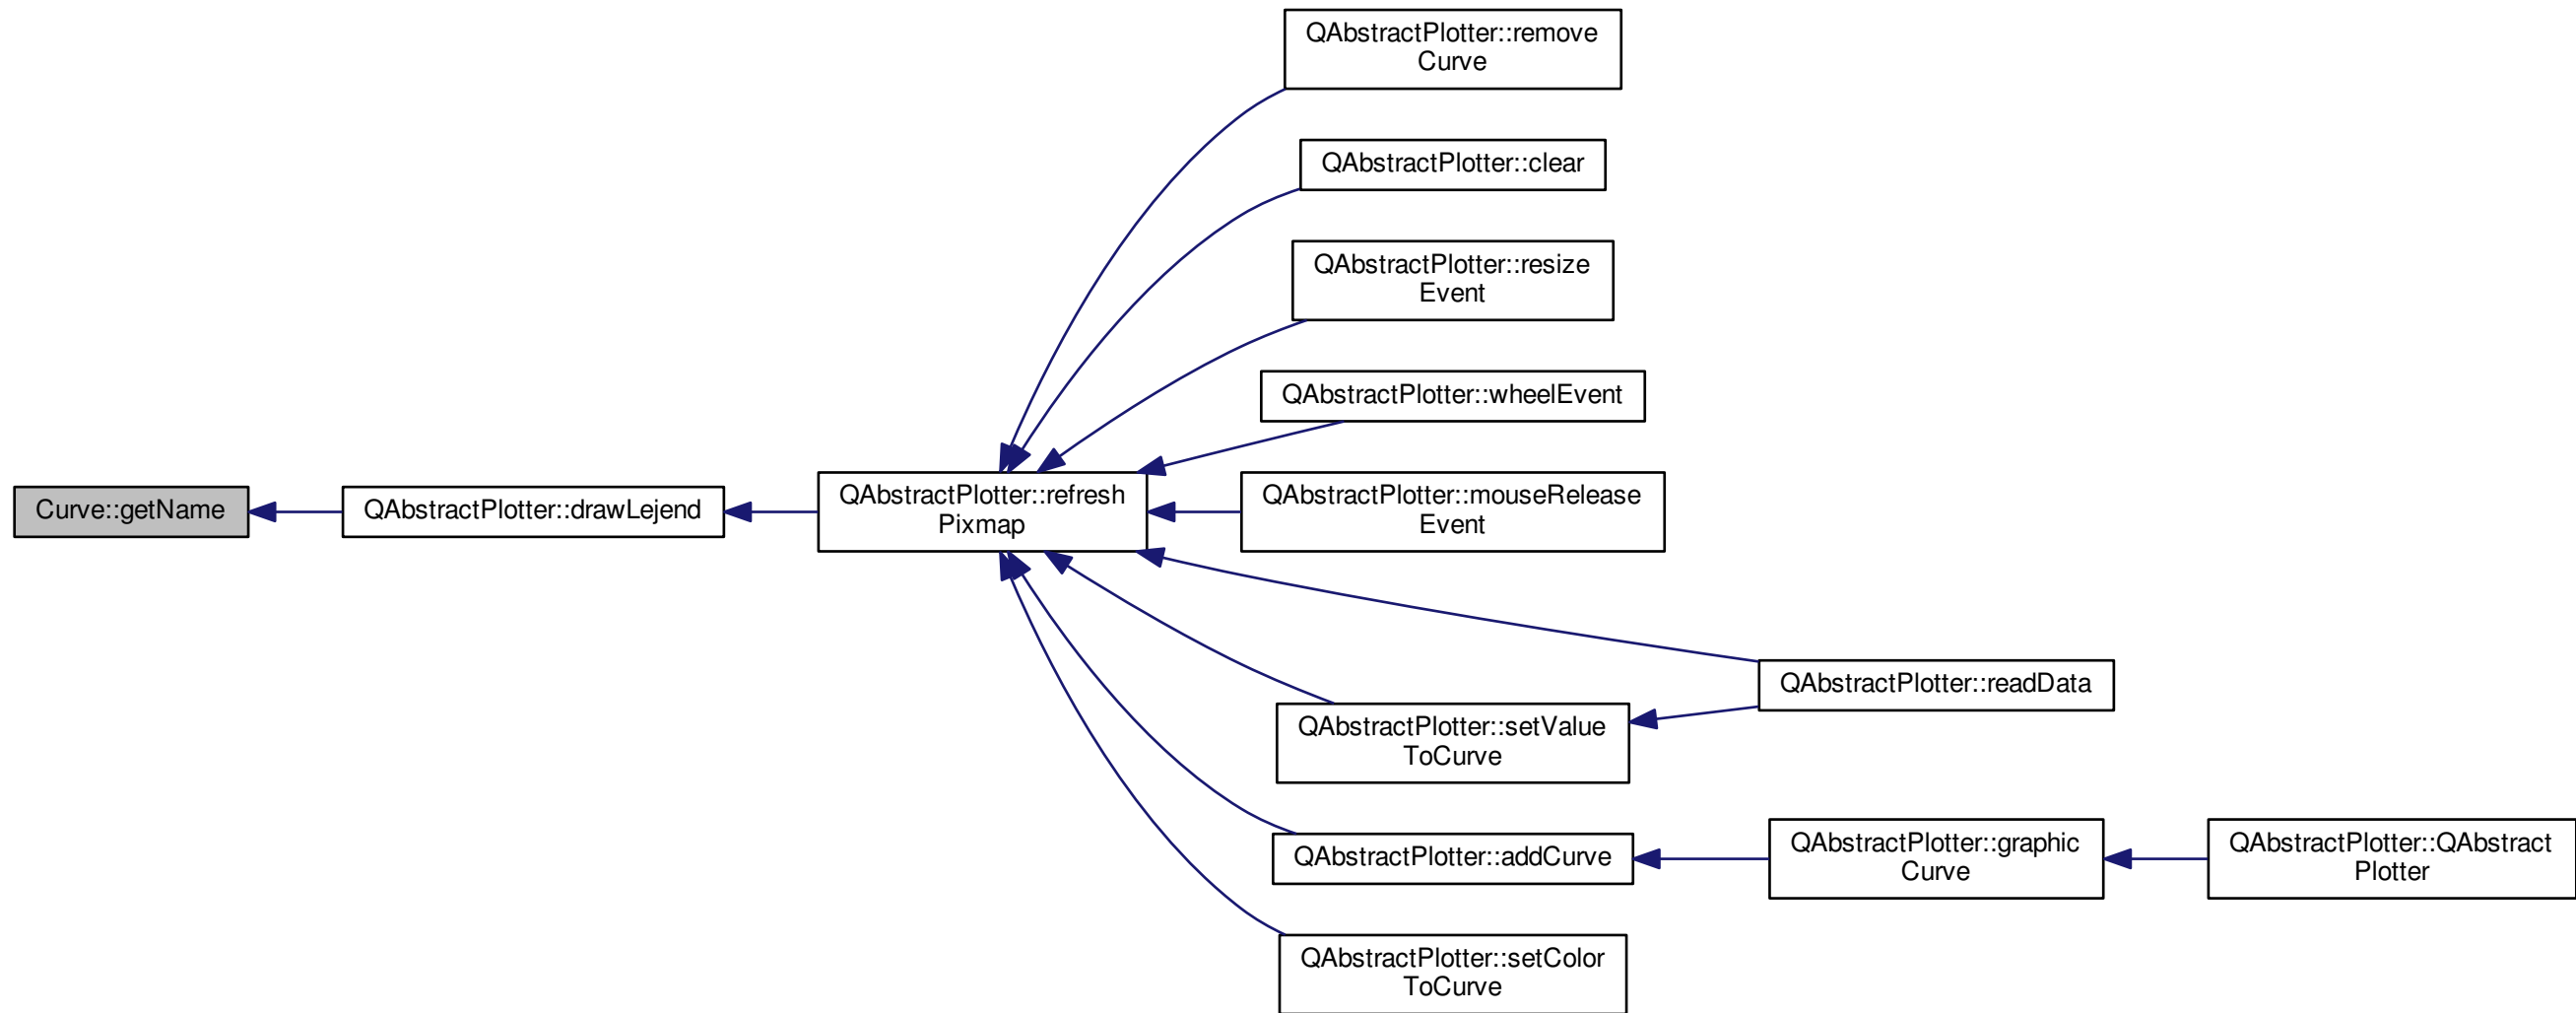 QAbstractPlotter::remove
Curve
QAbstractPlotter::clear
QAbstractPlotter::resize
Event
QAbstractPlotter::wheelEvent
Curve::getName
QAbstractPlotter::drawLejend
QAbstractPlotter::refresh
Pixmap
QAbstractPlotter::mouseRelease
Event
QAbstractPlotter::readData
QAbstractPlotter::setValue
ToCurve
QAbstractPlotter::addCurve
QAbstractPlotter::graphic
Curve
QAbstractPlotter::QAbstract
Plotter
QAbstractPlotter::setColor
ToCurve